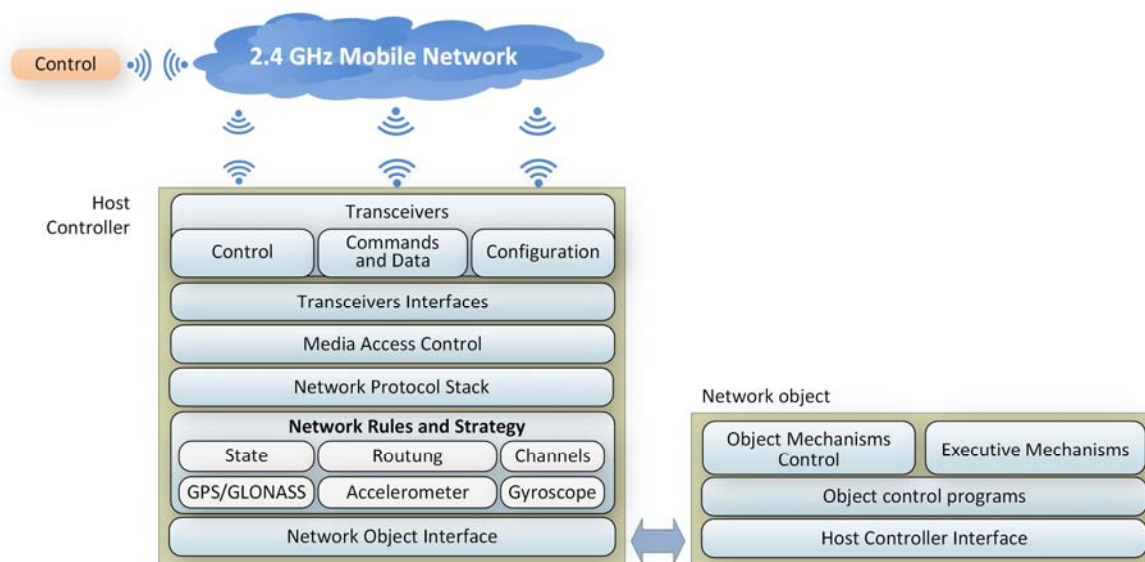 2.4 GHz Mobile Network
Control
Host
Controller
Transceivers
Control
Commands
and Data
Configuration
Transceivers Interfaces
Media Access Control
Network Protocol Stack
Network Rules and Strategy
State
Routung
Channels
GPS/GLONASS
Accelerometer
Gyroscope
Network Object Interface
Network object
Object Mechanisms
Control
Executive Mechanisms
Object control programs
Host Controller Interface